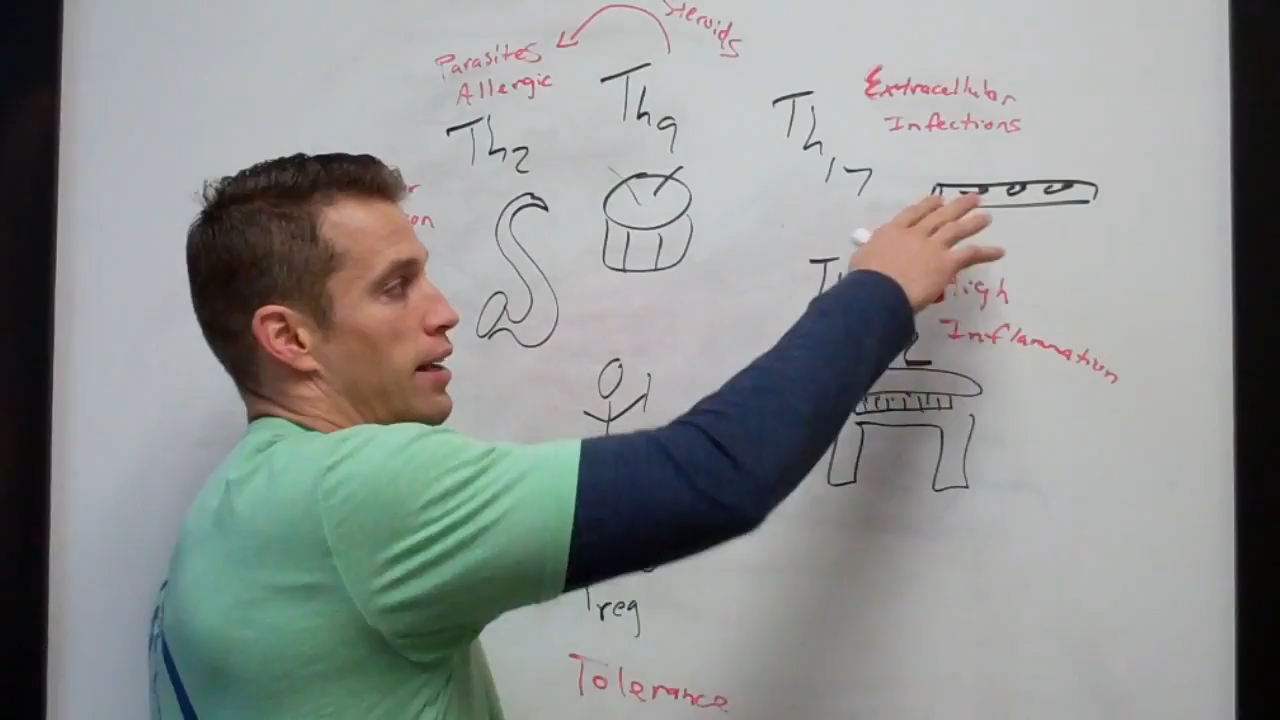 Steroids
Parasites
Allergic
Th2
Th9
Th17
Extracellular
Infections
High
Inflammation
Treg
Tolerance